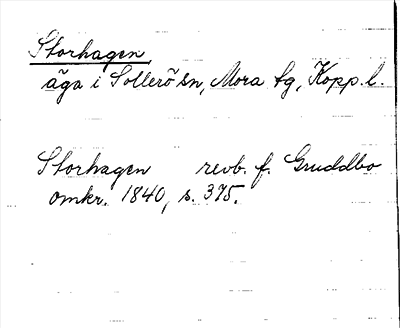 Storhagen,
äga i Sollerö sn, Mora tg, Kopp. l.
Storhagen revb. f. Gruddbo
omkr. 1840, s. 375.